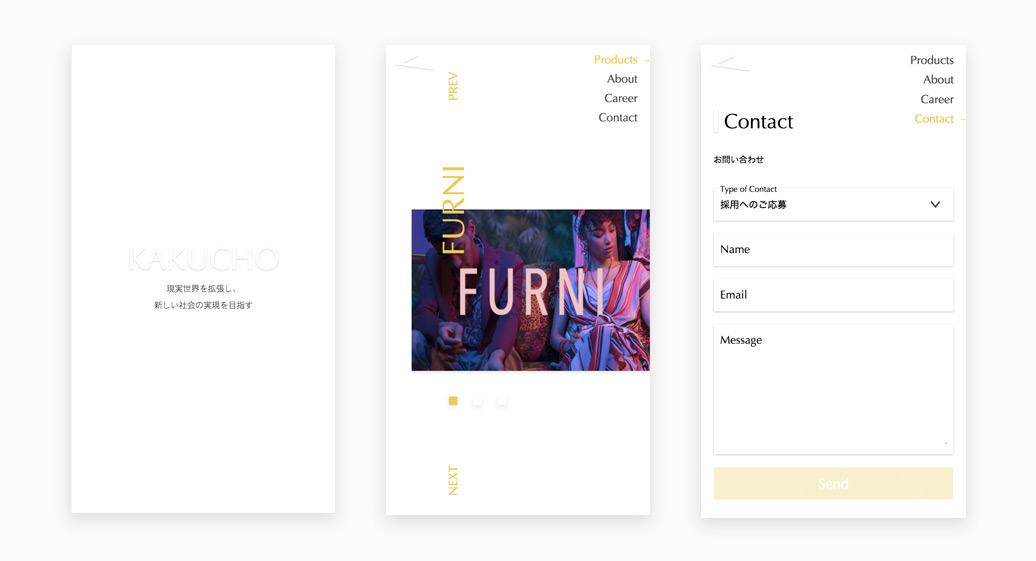 KAKUCHO
現実世界を拡張し、
新しい社会の実現を目指す
Products
About
Career
Contact
PREV
FURNI
FURNI
NEXT
Products
About
Career
Contact
Contact
お問い合わせ
Type of Contact
採用へのご応募
Name
Email
Message
Send